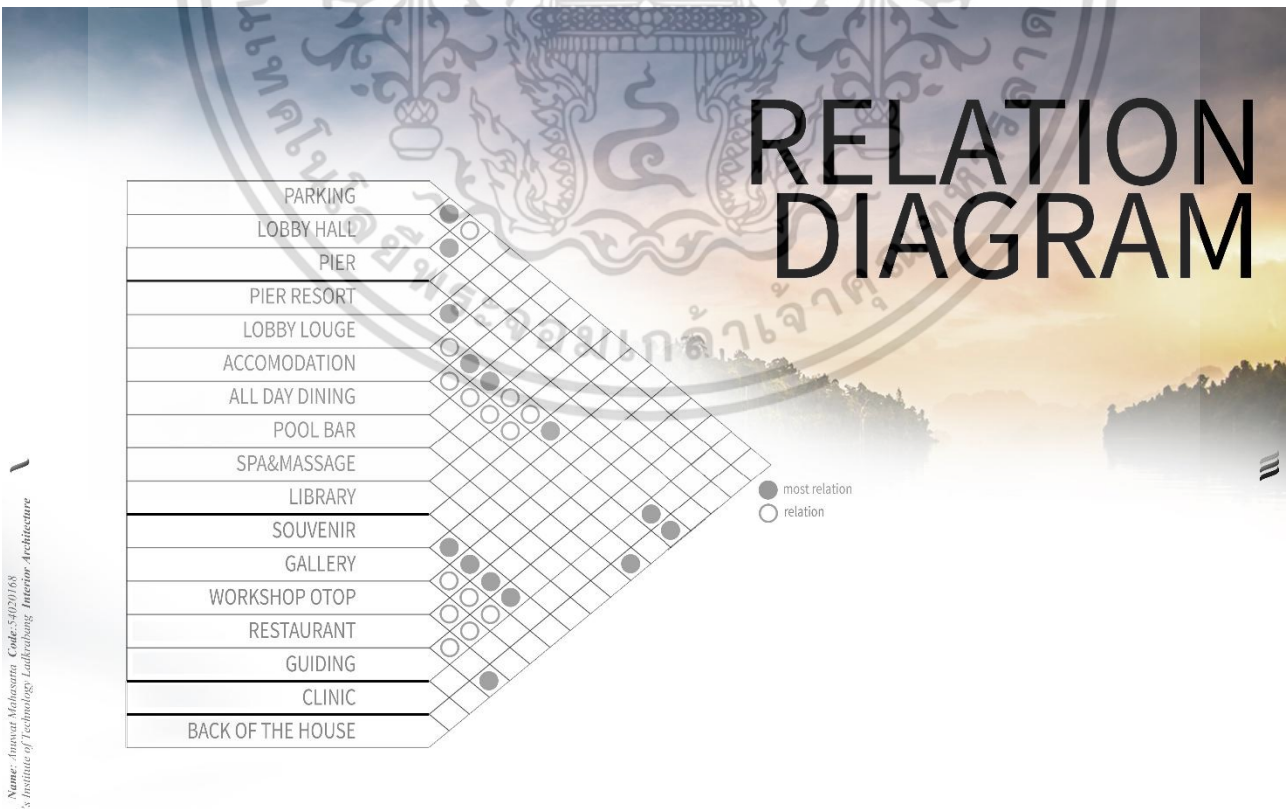 RELATION
DIAGRAM
PARKING
LOBBY HALL
PIER
PIER RESORT
LOBBY LOUGE
ACCOMODATION
ALL DAY DINING
POOL BAR
SPA&MASSAGE
LIBRARY
SOUVENIR
GALLERY
WORKSHOP OTOP
RESTAURANT
GUIDING
CLINIC
BACK OF THE HOUSE
most relation
relation
Name: Anuwat Mahasatta Code:54020168
's Institute of Technology Ladkrabang Interior Architecture